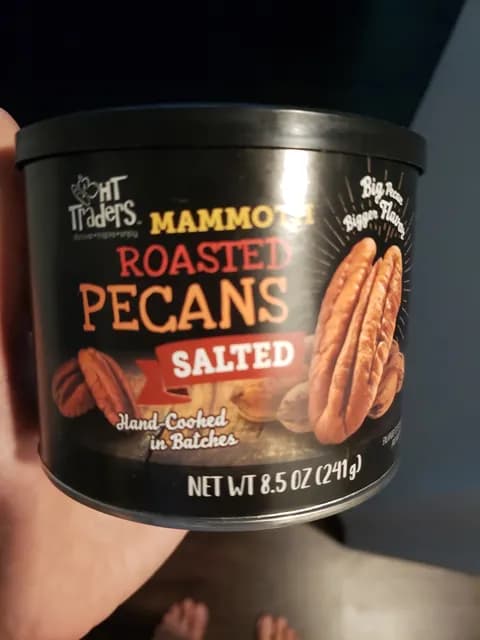 HT
Traders
MAMMOTH
ROASTED
PECANS
SALTED
Big Pecan
Bigger Flavor
Hand-Cooked
in Batches
NET WT 8.5 OZ (241g)